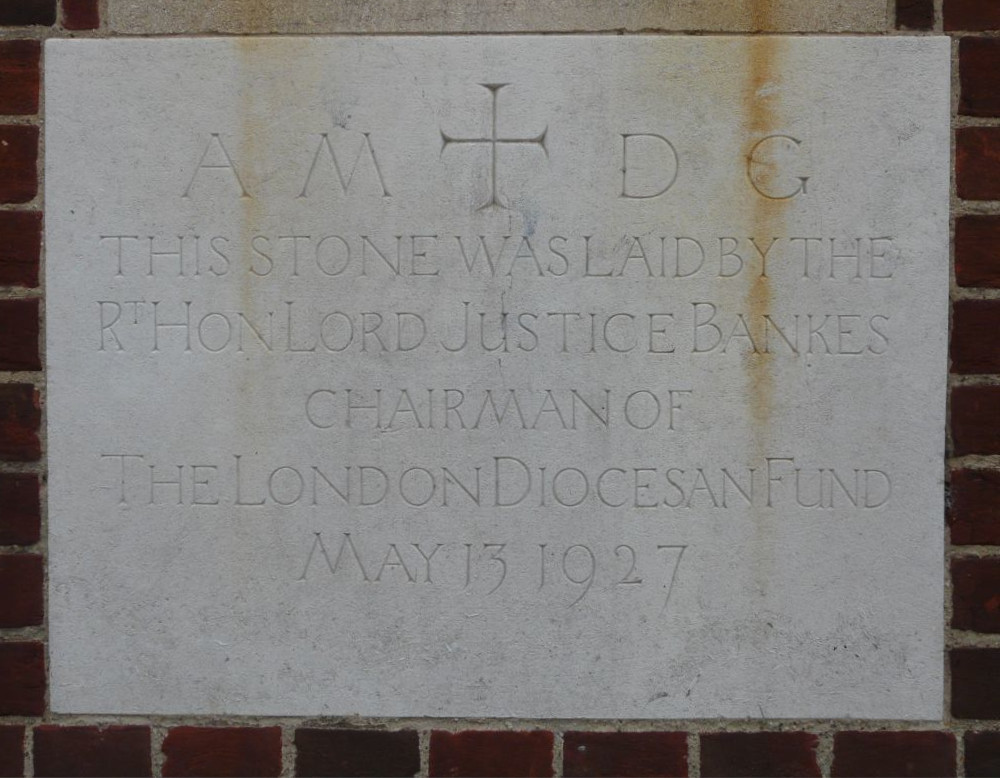 A M D G
THIS STONE WAS LAID BY THE
RT HON LORD JUSTICE BANKES
CHAIRMAN OF
THE LONDON DIOCESAN FUND
MAY 13 1927